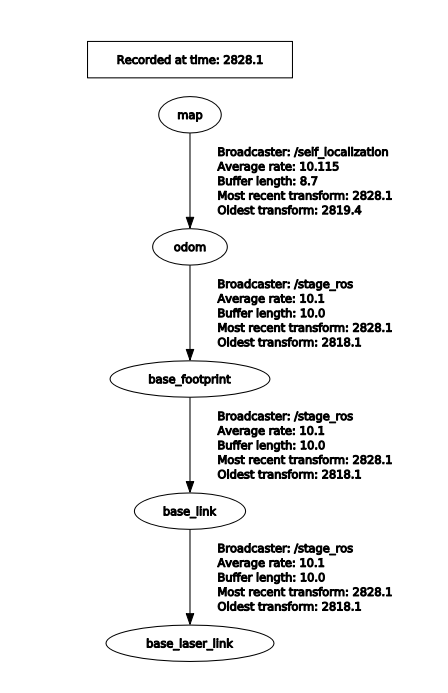 Recorded at time: 2828.1
map
Broadcaster: /self_localization
Average rate: 10.115
Buffer length: 8.7
Most recent transform: 2828.1
Oldest transform: 2819.4
odom
Broadcaster: /stage_ros
Average rate: 10.1
Buffer length: 10.0
Most recent transform: 2828.1
Oldest transform: 2818.1
base_footprint
Broadcaster: /stage_ros
Average rate: 10.1
Buffer length: 10.0
Most recent transform: 2828.1
Oldest transform: 2818.1
base_link
Broadcaster: /stage_ros
Average rate: 10.1
Buffer length: 10.0
Most recent transform: 2828.1
Oldest transform: 2818.1
base_laser_link